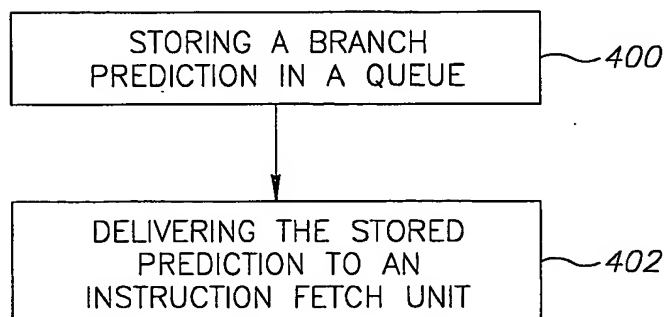 STORING A BRANCH
PREDICTION IN A QUEUE
400
DELIVERING THE STORED
PREDICTION TO AN
INSTRUCTION FETCH UNIT
402